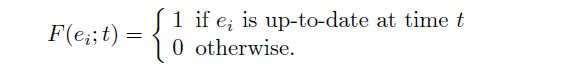 F(e_i; t) = { 1 if e_i is up-to-date at time t
0 otherwise.